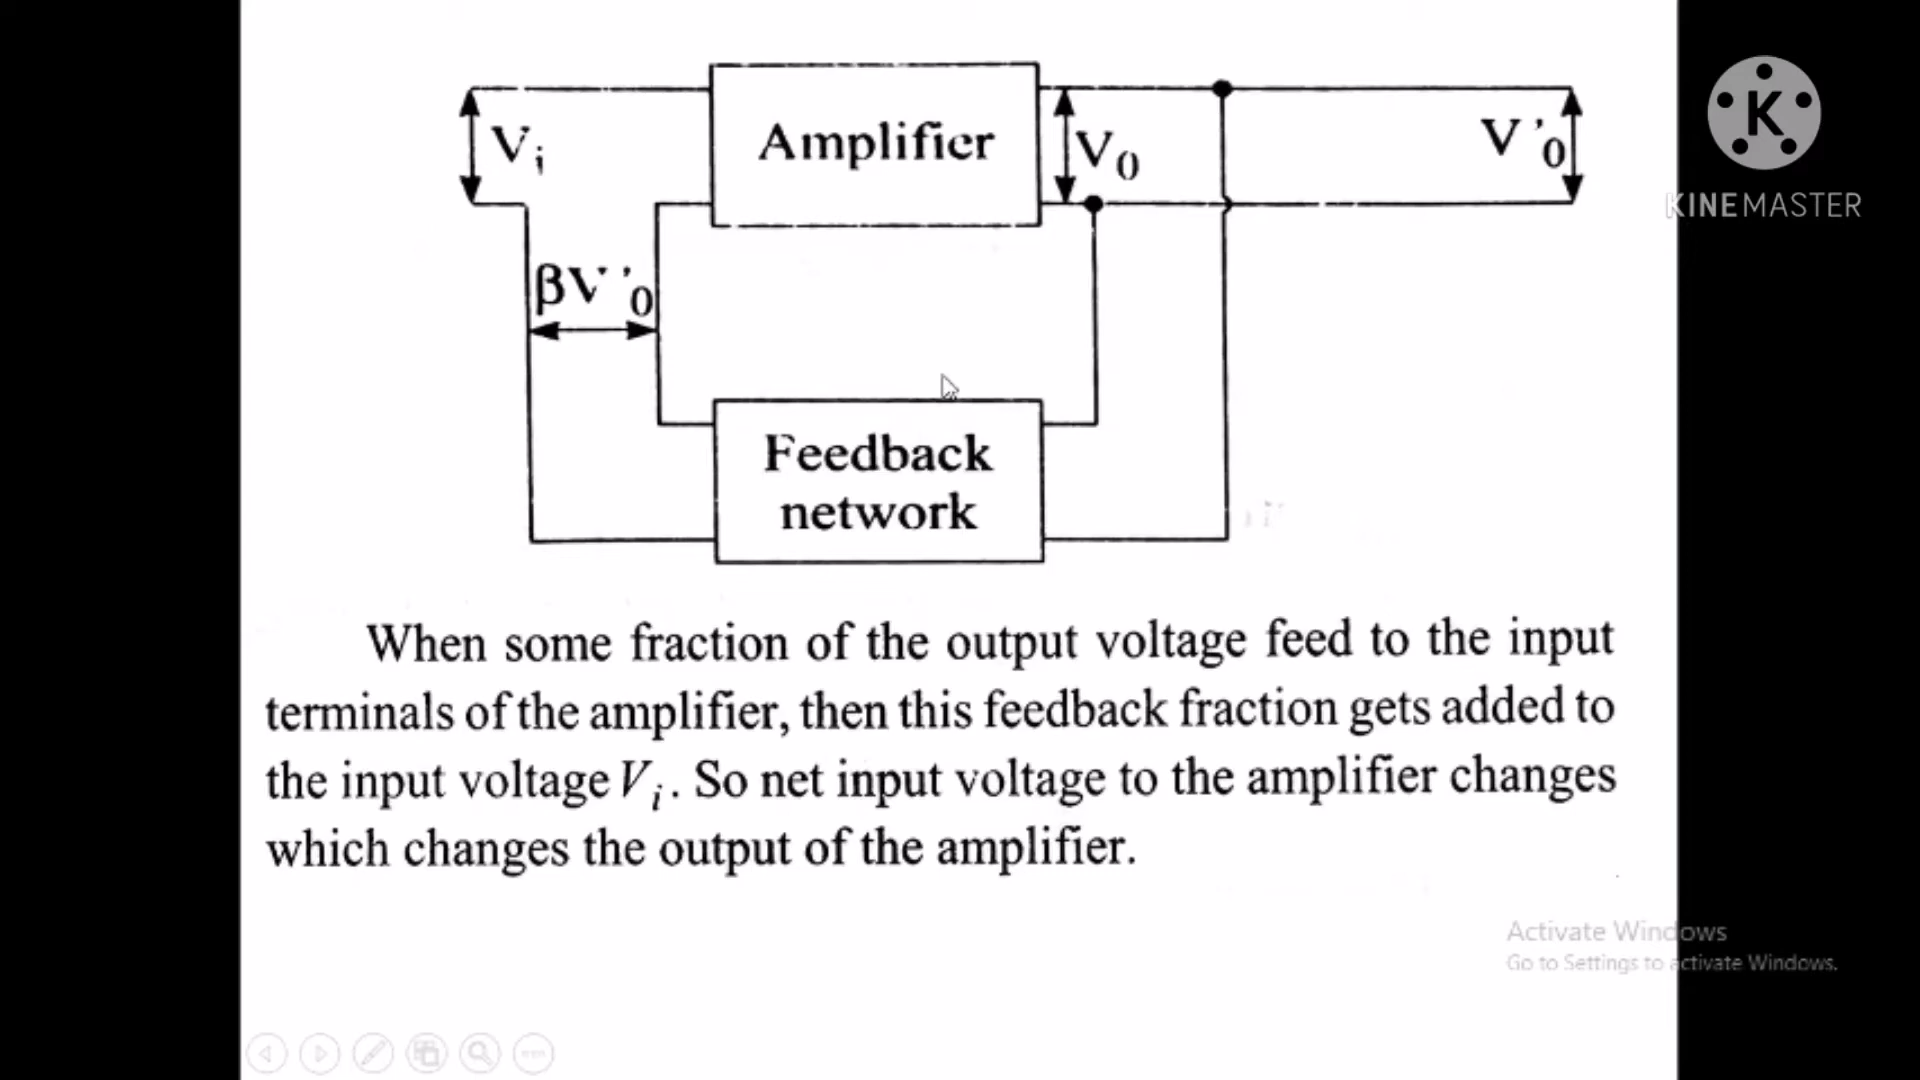 Amplifier
Vi
V0
V'0
KINEMASTER
βV'0
Feedback
network
When some fraction of the output voltage feed to the input
terminals of the amplifier, then this feedback fraction gets added to
the input voltage Vi. So net input voltage to the amplifier changes
which changes the output of the amplifier.
Activate Windows
Go to Settings to activate Windows.